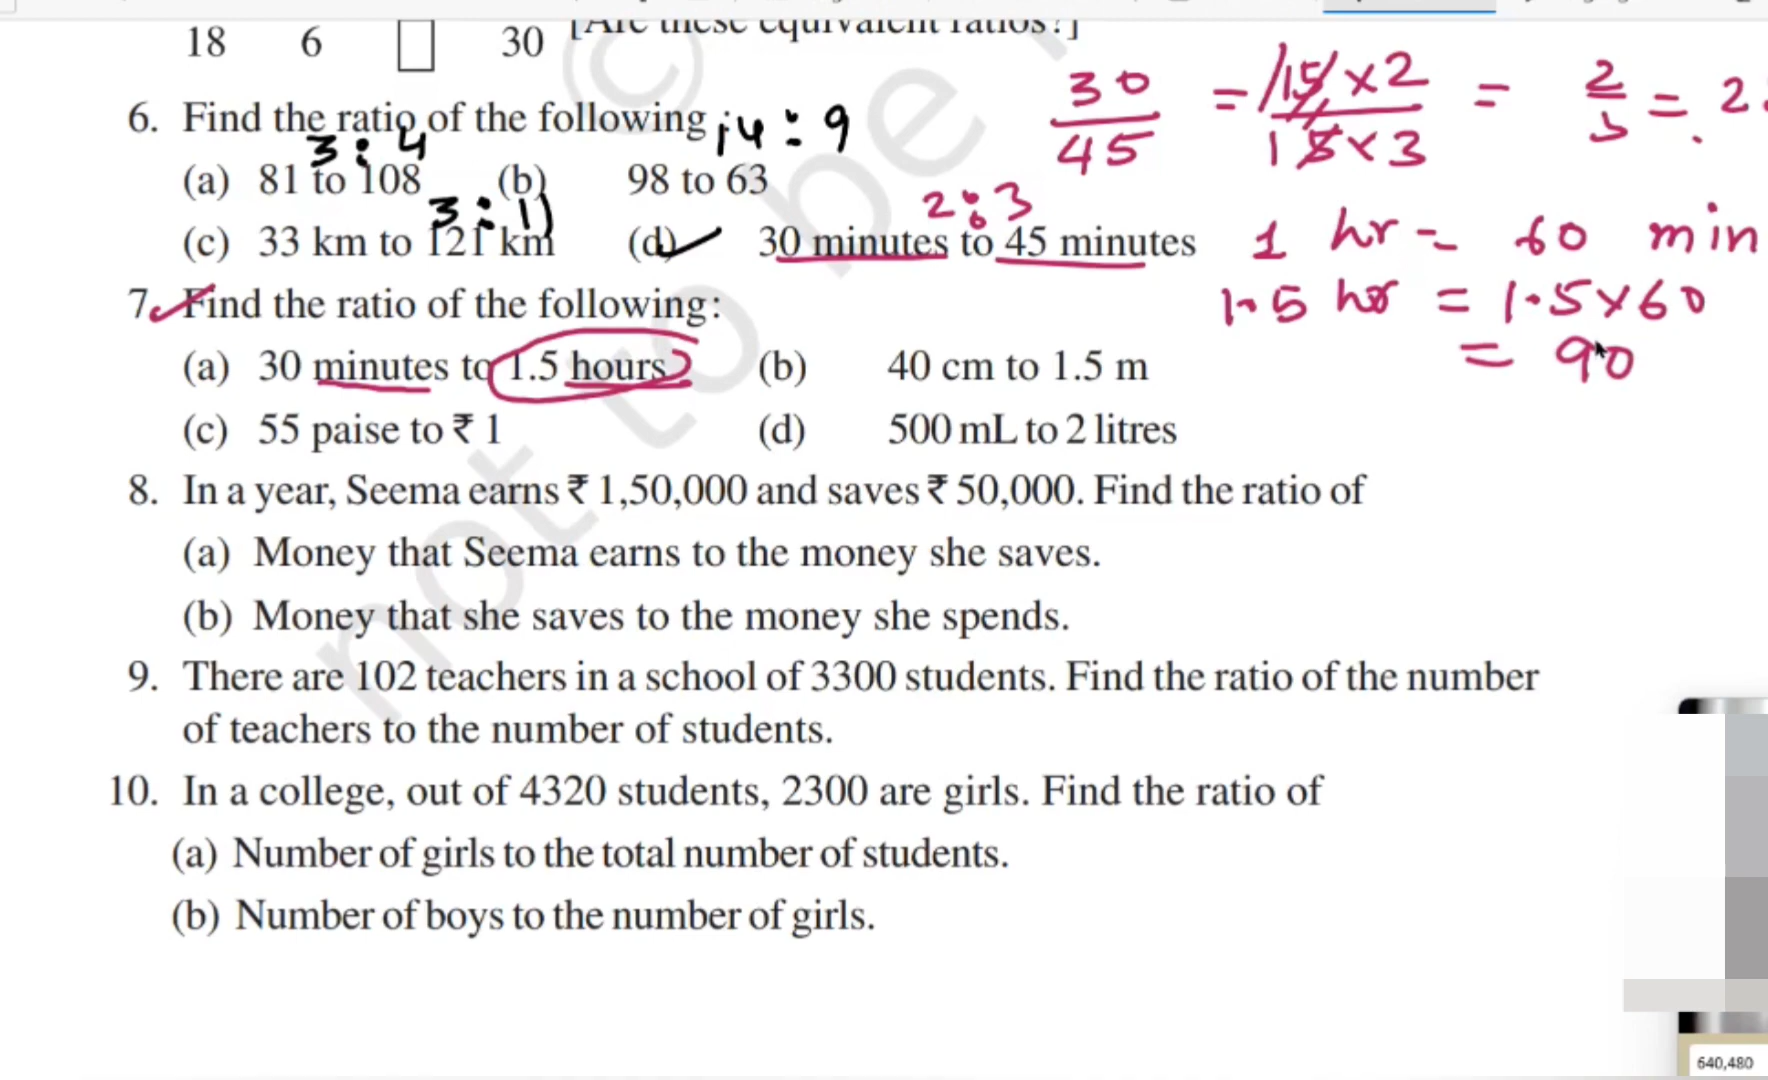 18 6 30 [Are these equivalent ratios?]
30/45 = 15×2/15×3 = 2/3 = 2:
6. Find the ratio of the following 14:9
3:4
(a) 81 to 108 (b) 98 to 63
3:11 2:3
(c) 33 km to 121 km (d) 30 minutes to 45 minutes
1 hr = 60 min
7. Find the ratio of the following:
1.5 hr = 1.5×60
(a) 30 minutes to 1.5 hours (b) 40 cm to 1.5 m
= 90
(c) 55 paise to ₹ 1 (d) 500 mL to 2 litres
8. In a year, Seema earns ₹ 1,50,000 and saves ₹ 50,000. Find the ratio of
(a) Money that Seema earns to the money she saves.
(b) Money that she saves to the money she spends.
9. There are 102 teachers in a school of 3300 students. Find the ratio of the number
of teachers to the number of students.
10. In a college, out of 4320 students, 2300 are girls. Find the ratio of
(a) Number of girls to the total number of students.
(b) Number of boys to the number of girls.
© not to be r
640,480